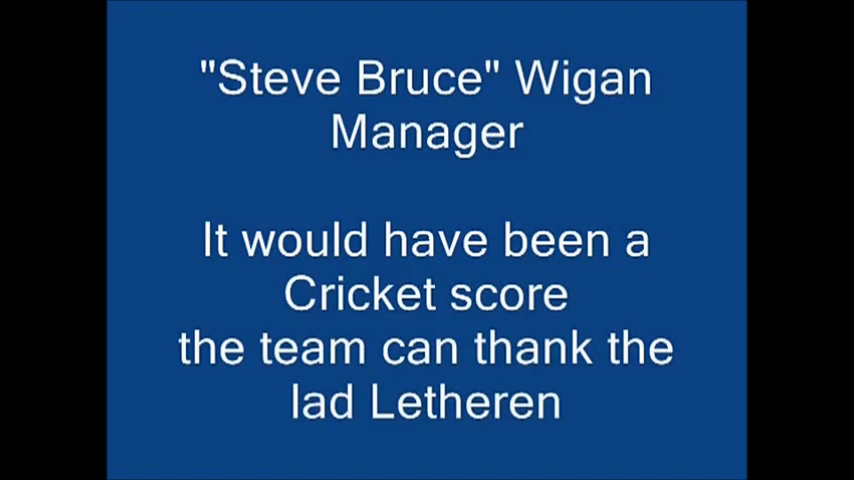 "Steve Bruce" Wigan
Manager
It would have been a
Cricket score
the team can thank the
lad Letheren